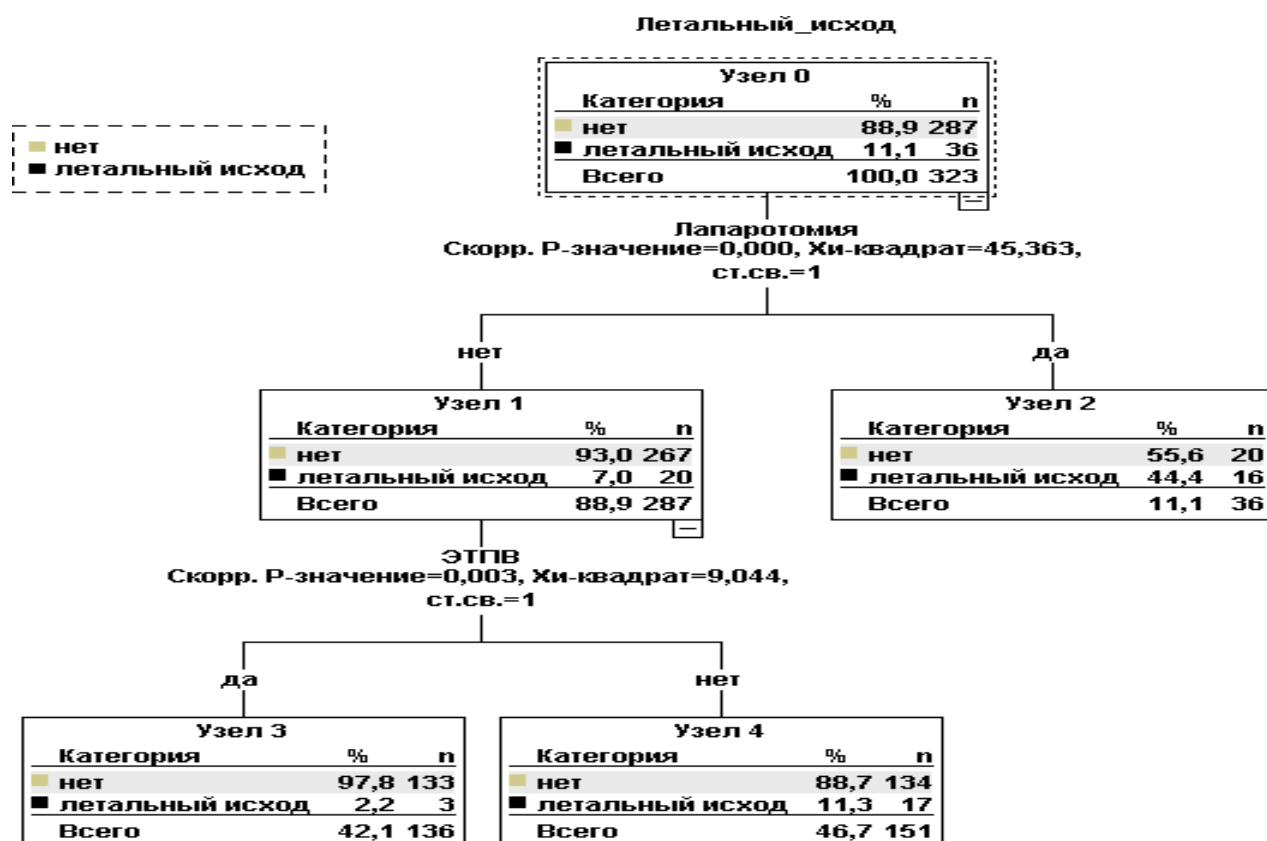 Летальный_исход
нет
летальный исход
Узел 0
Категория % n
нет 88,9 287
летальный исход 11,1 36
Всего 100,0 323
Лапаротомия
Скорр. P-значение=0,000, Хи-квадрат=45,363,
ст.св.=1
нет
да
Узел 1
Категория % n
нет 93,0 267
летальный исход 7,0 20
Всего 88,9 287
Узел 2
Категория % n
нет 55,6 20
летальный исход 44,4 16
Всего 11,1 36
ЭТПВ
Скорр. P-значение=0,003, Хи-квадрат=9,044,
ст.св.=1
да
нет
Узел 3
Категория % n
нет 97,8 133
летальный исход 2,2 3
Всего 42,1 136
Узел 4
Категория % n
нет 88,7 134
летальный исход 11,3 17
Всего 46,7 151